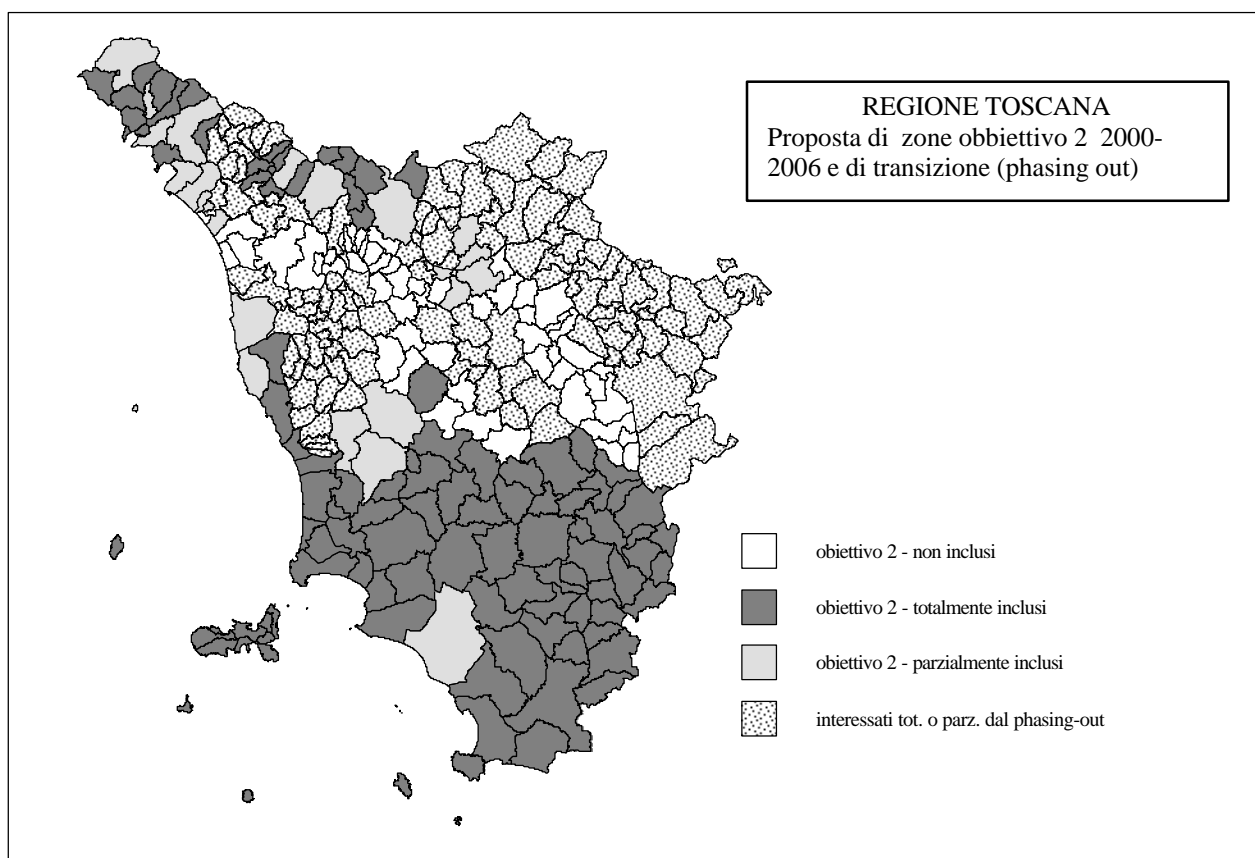 REGIONE TOSCANA
Proposta di zone obbiettivo 2 2000-
2006 e di transizione (phasing out)
obiettivo 2 - non inclusi
obiettivo 2 - totalmente inclusi
obiettivo 2 - parzialmente inclusi
interessati tot. o parz. dal phasing-out